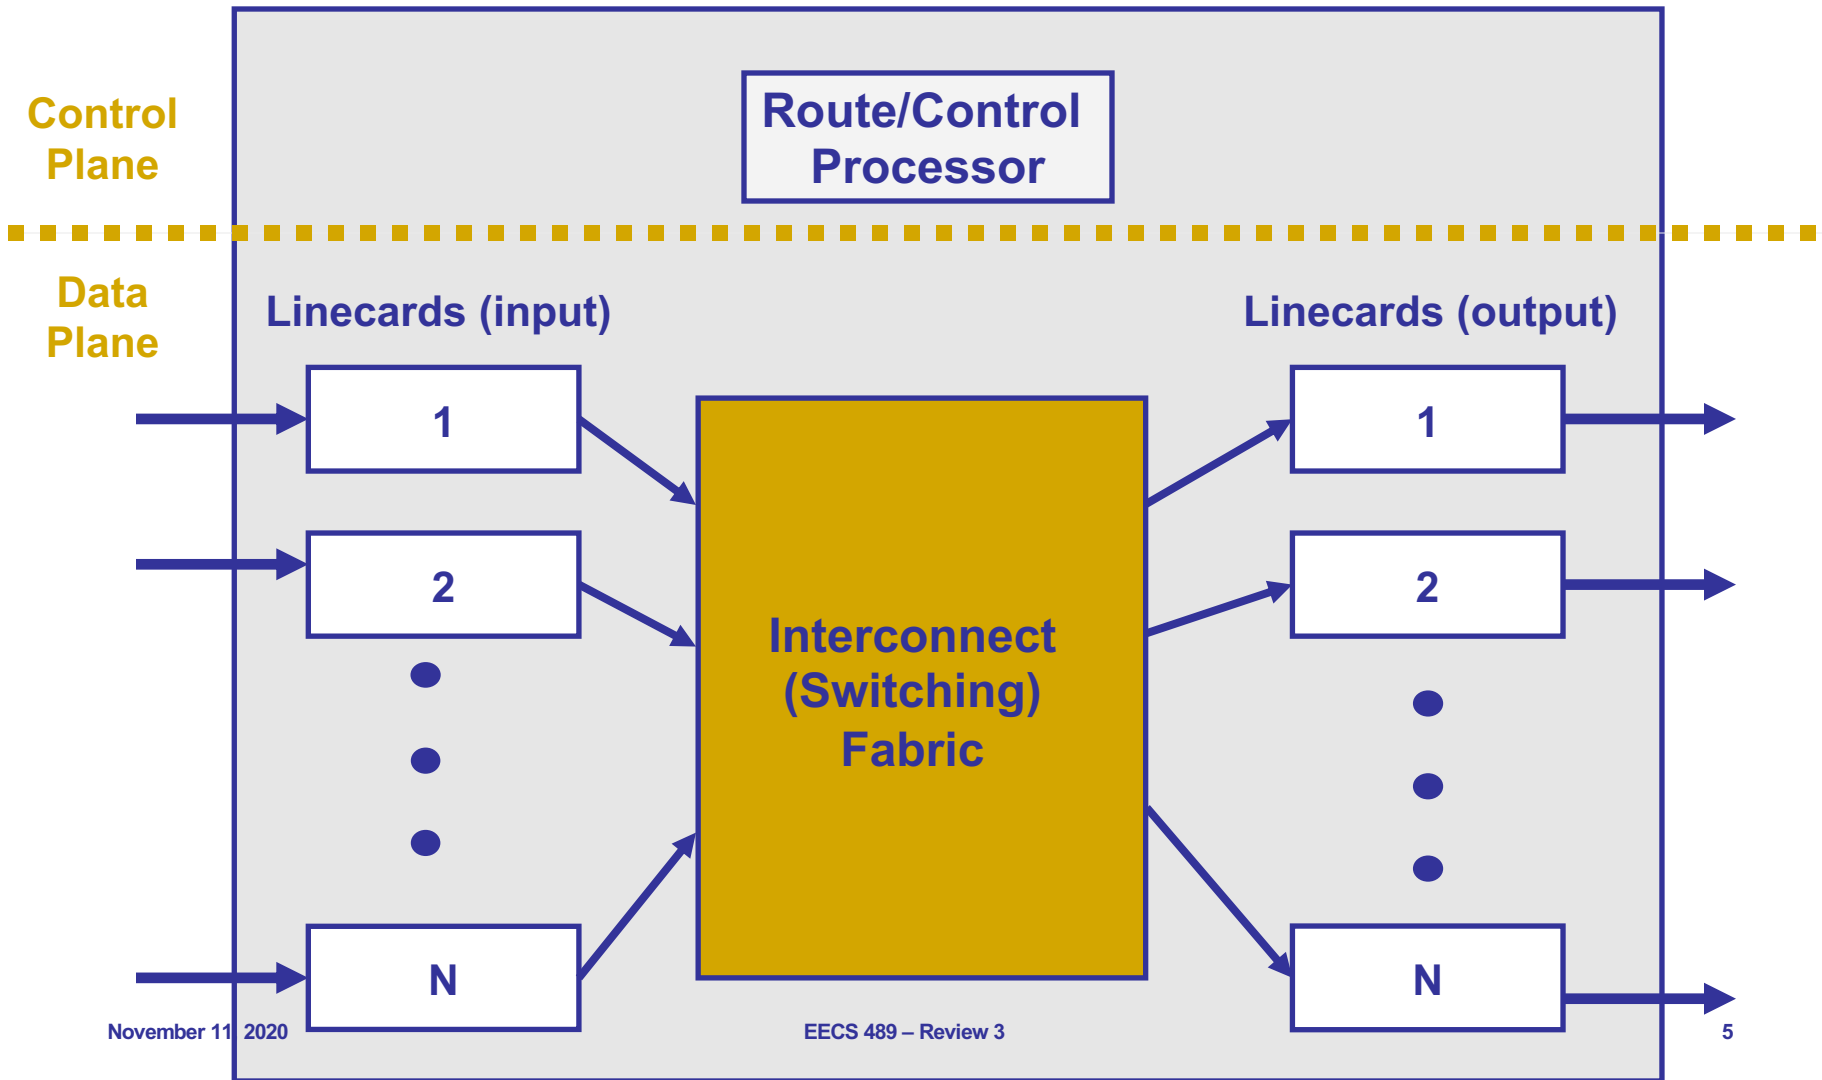 Control
Plane
Route/Control
Processor
Data
Plane
Linecards (input)
Linecards (output)
1
2
N
Interconnect
(Switching)
Fabric
1
2
N
November 11, 2020
EECS 489 – Review 3
5